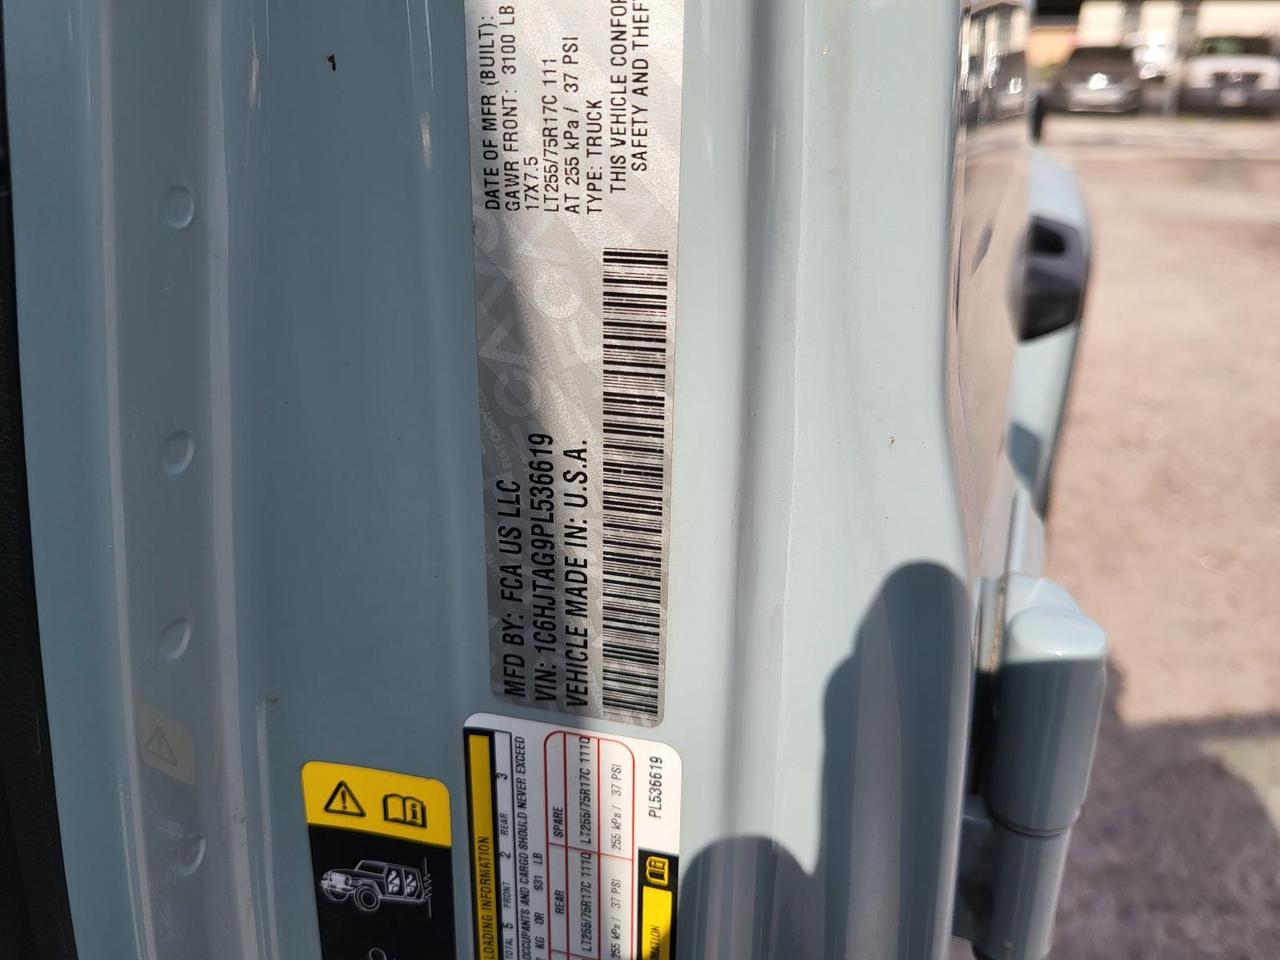 MFD BY: FCA US LLC
VIN: 1C6HJTAG9PL536619
VEHICLE MADE IN: U.S.A.
DATE OF MFR (BUILT):
GAWR FRONT: 3100 LB
17X7.5
LT255/75R17C 111
AT 255 kPa / 37 PSI
TYPE: TRUCK
THIS VEHICLE CONFOR
SAFETY AND THEF
LOADING INFORMATION
TOTAL 5 FRONT 2 REAR 3
OCCUPANTS AND CARGO SHOULD NEVER EXCEED
KG OR 931 LB
REAR SPARE
LT255/75R17C 111Q LT255/75R17C 111Q
255 kPa / 37 PSI 255 kPa / 37 PSI
MATION PL536619